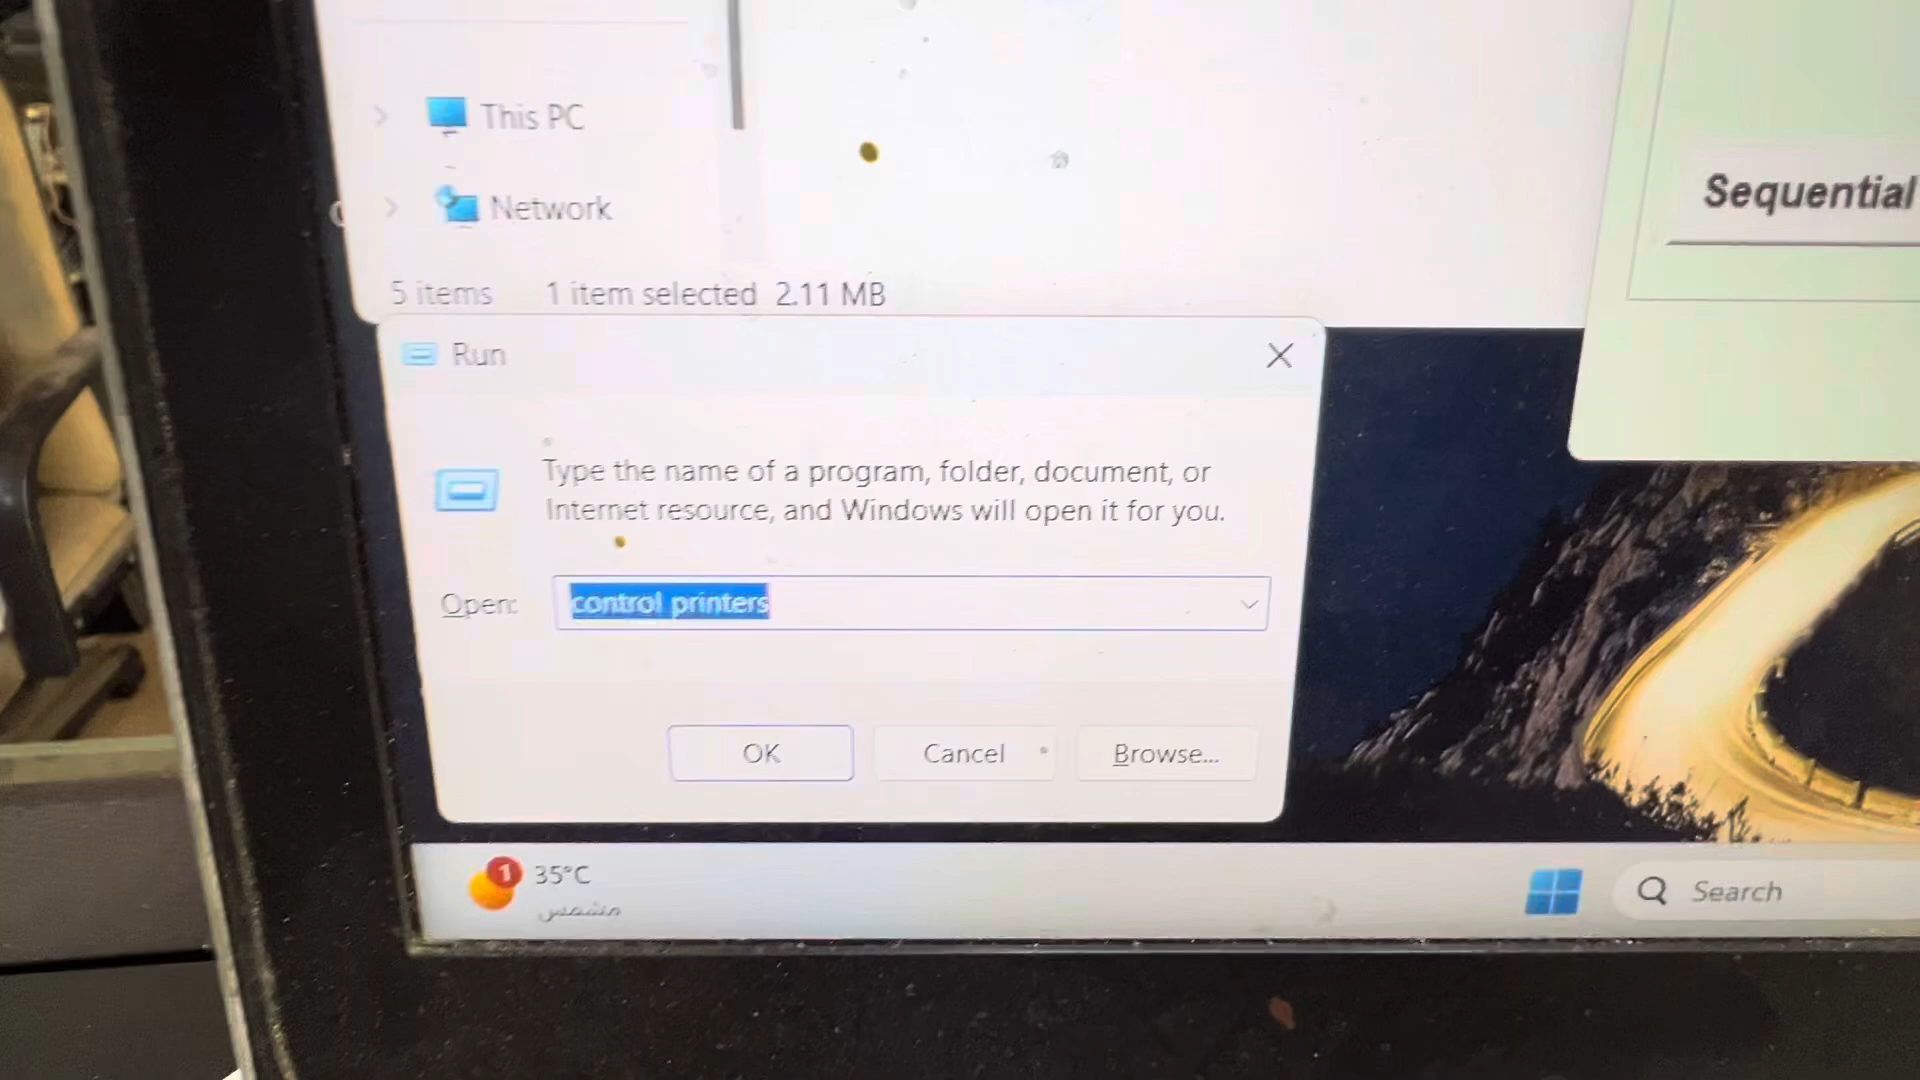 This PC
Network
5 items 1 item selected 2.11 MB
Sequential
Run
Type the name of a program, folder, document, or
Internet resource, and Windows will open it for you.
Open: control printers
OK Cancel Browse...
1 35°C
مشمس
Search